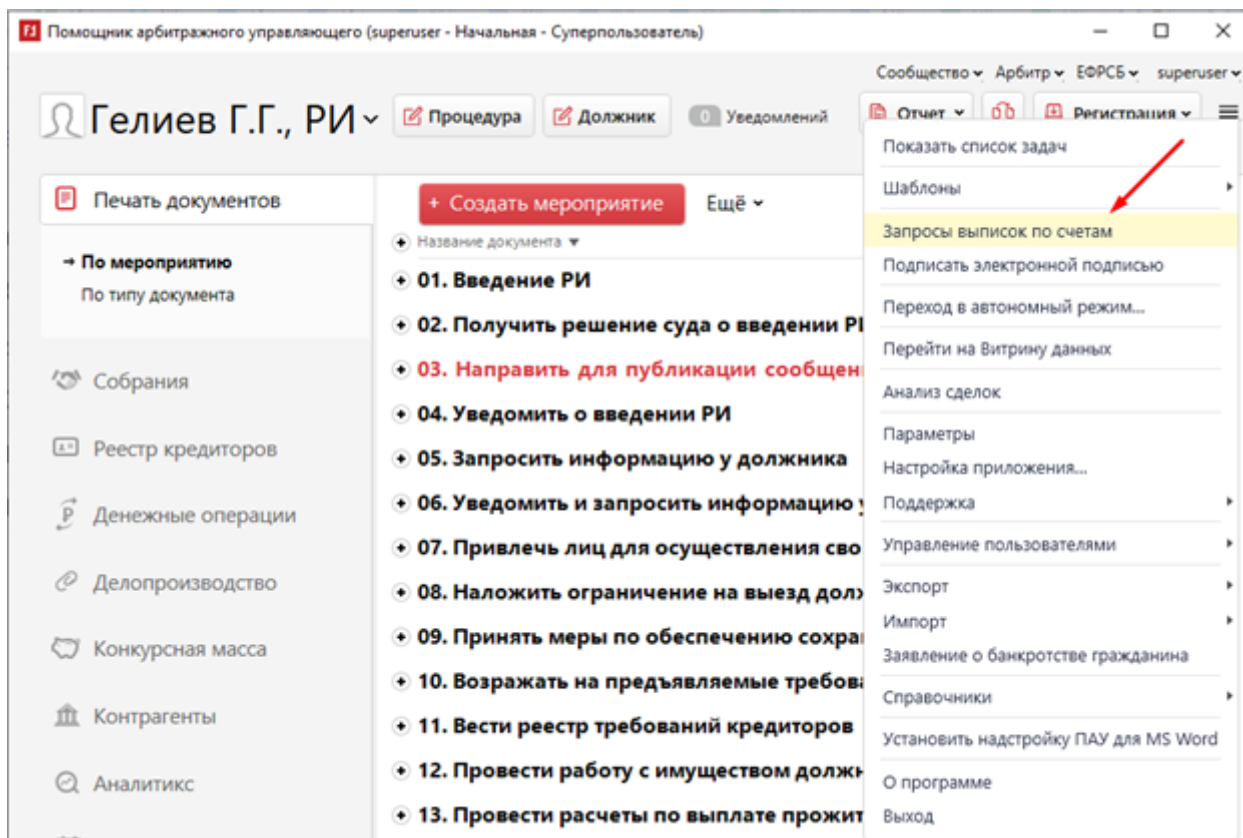 Помощник арбитражного управляющего (superuser - Начальная - Суперпользователь)
Сообщество Арбитр ЕФРСБ superuser
Гелиев Г.Г., РИ
Процедура
Должник
0 Уведомлений
Отчет
Регистрация
Печать документов
→ По мероприятию
По типу документа
Собрания
Реестр кредиторов
Денежные операции
Делопроизводство
Конкурсная масса
Контрагенты
Аналитикс
+ Создать мероприятие
Ещё
Название документа
01. Введение РИ
02. Получить решение суда о введении РИ
03. Направить для публикации сообщен
04. Уведомить о введении РИ
05. Запросить информацию у должника
06. Уведомить и запросить информацию у
07. Привлечь лиц для осуществления сво
08. Наложить ограничение на выезд долж
09. Принять меры по обеспечению сохра
10. Возражать на предъявляемые требова
11. Вести реестр требований кредиторов
12. Провести работу с имуществом должн
13. Провести расчеты по выплате прожит
Показать список задач
Шаблоны
Запросы выписок по счетам
Подписать электронной подписью
Переход в автономный режим...
Перейти на Витрину данных
Анализ сделок
Параметры
Настройка приложения...
Поддержка
Управление пользователями
Экспорт
Импорт
Заявление о банкротстве гражданина
Справочники
Установить надстройку ПАУ для MS Word
О программе
Выход